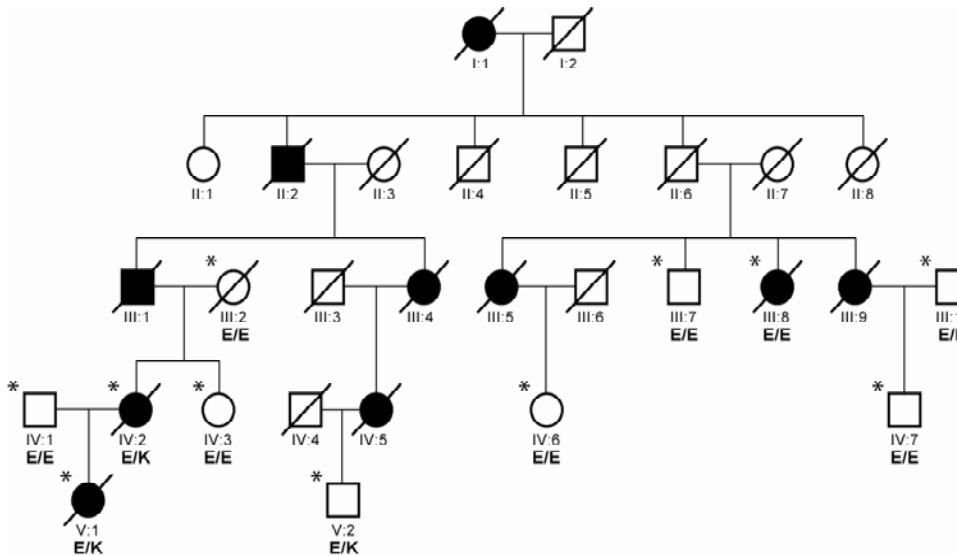 I:1 I:2
II:1 II:2 II:3 II:4 II:5 II:6 II:7 II:8
* * * *
III:1 III:2 III:3 III:4 III:5 III:6 III:7 III:8 III:9
E/E E/E E/E
* * * * *
IV:1 IV:2 IV:3 IV:4 IV:5 IV:6 IV:7
E/E E/K E/E E/E E/E
* *
V:1 V:2
E/K E/K